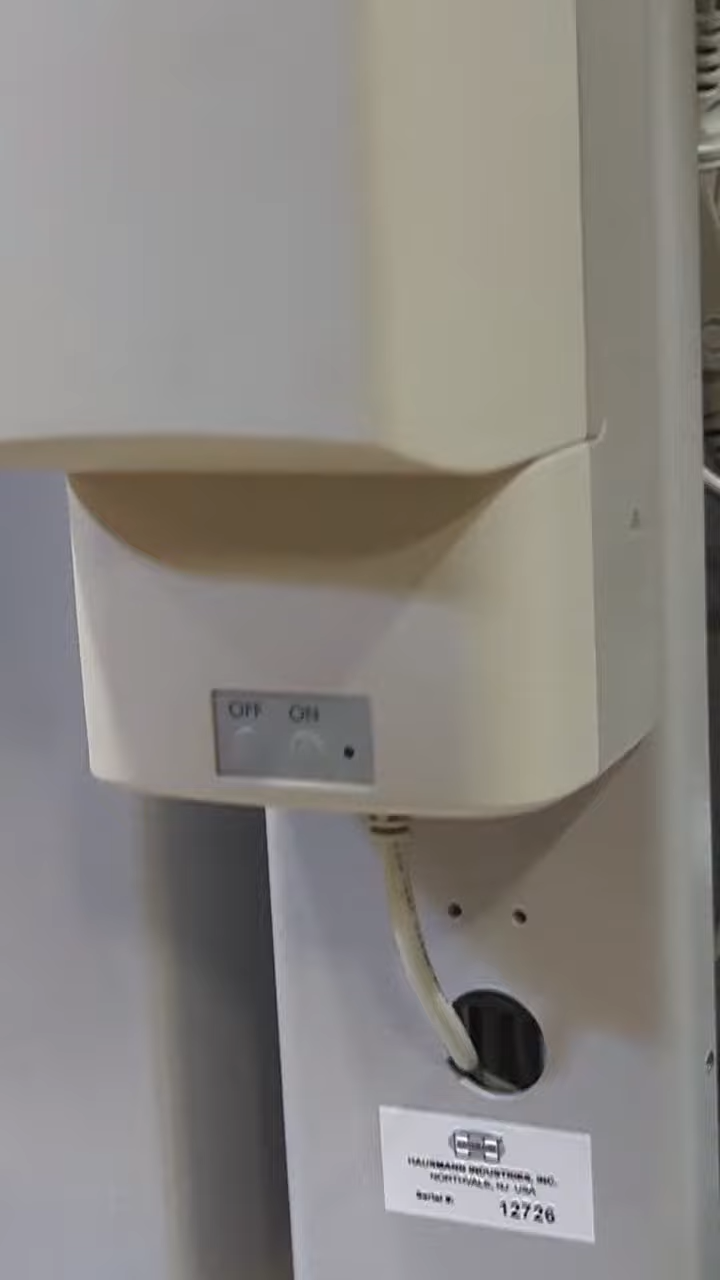 OFF ON
HAUSMANN INDUSTRIES, INC.
NORTHVALE, NJ USA
Serial #: 12726